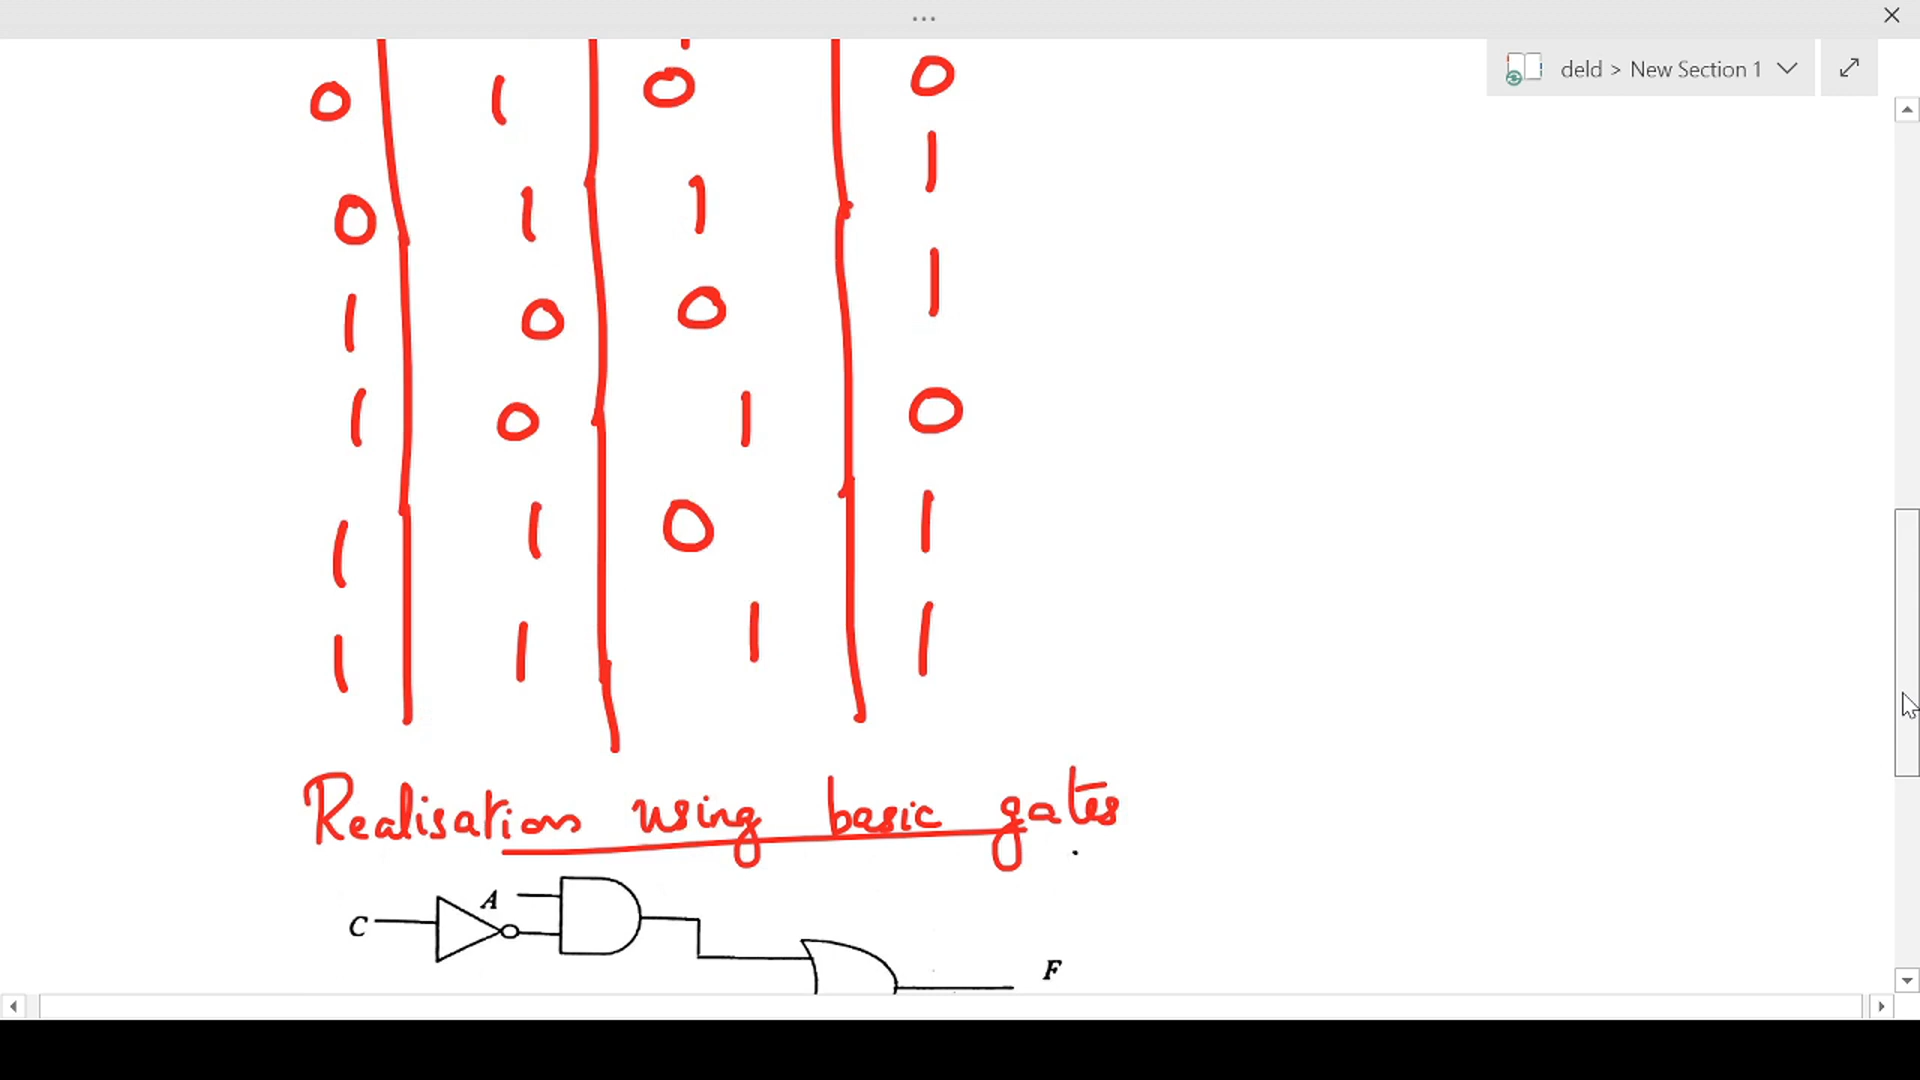 ...
deld > New Section 1
0 1 0 0
0 1 1 1
1 0 0 1
1 0 1 0
1 1 0 1
1 1 1 1
Realisation using basic gates
A
C
F